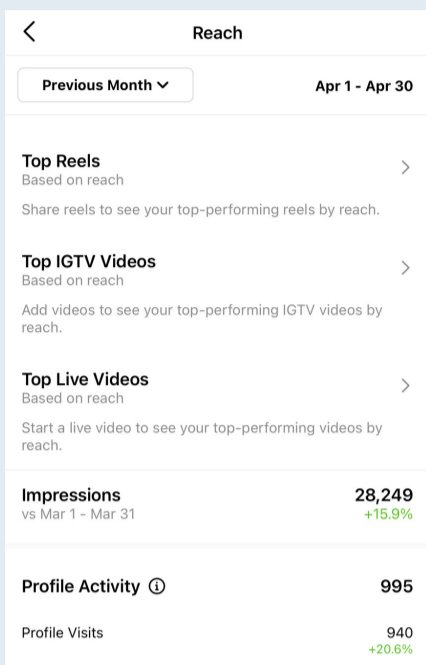 Reach
Previous Month
Apr 1 - Apr 30
Top Reels
Based on reach
Share reels to see your top-performing reels by reach.
Top IGTV Videos
Based on reach
Add videos to see your top-performing IGTV videos by
reach.
Top Live Videos
Based on reach
Start a live video to see your top-performing videos by
reach.
Impressions 28,249
vs Mar 1 - Mar 31 +15.9%
Profile Activity 995
Profile Visits 940
+20.6%